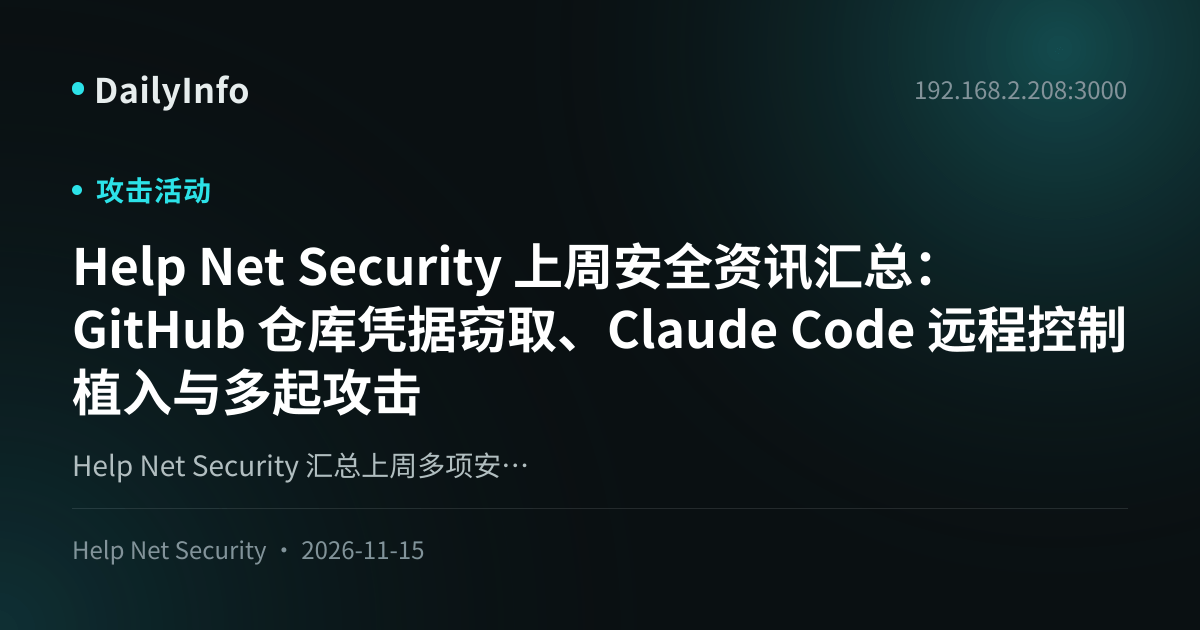 DailyInfo
192.168.2.208:3000
攻击活动
Help Net Security 上周安全资讯汇总：
GitHub 仓库凭据窃取、Claude Code 远程控制
植入与多起攻击
Help Net Security 汇总上周多项安…
Help Net Security · 2026-11-15